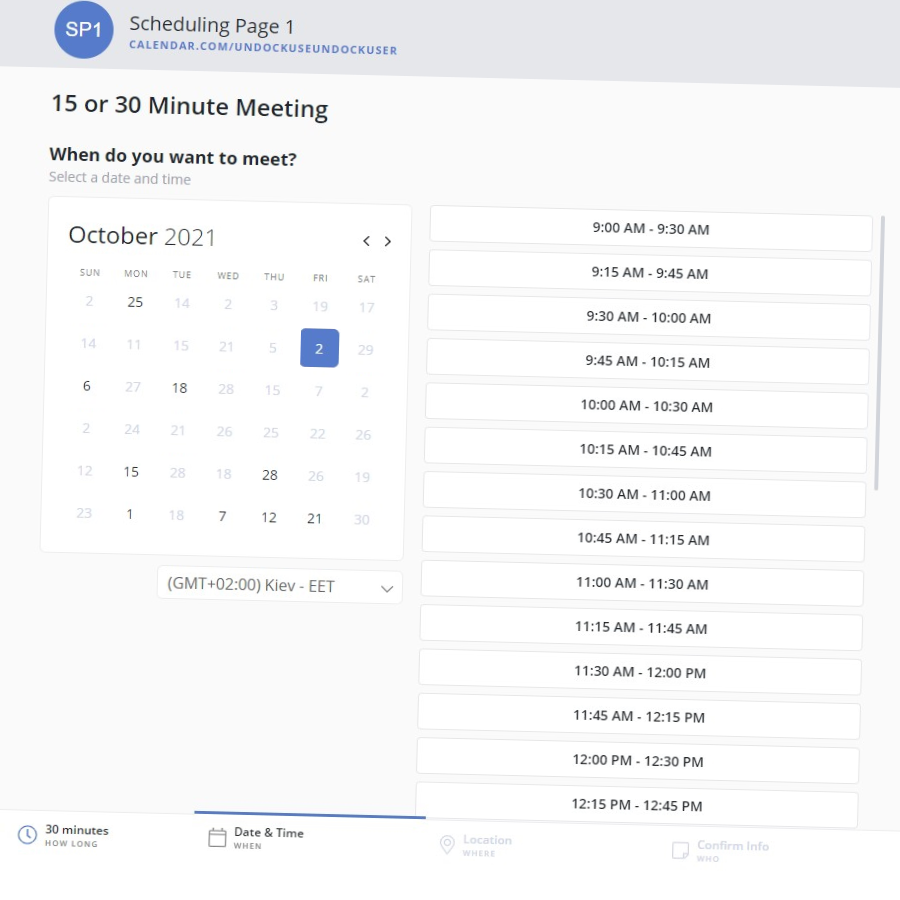 SP1
Scheduling Page 1
CALENDAR.COM/UNDOCKUSEUNDOCKUSER
15 or 30 Minute Meeting
When do you want to meet?
Select a date and time
October 2021
SUN MON TUE WED THU FRI SAT
2 25 14 2 3 19 17
14 11 15 21 5 2 29
6 27 18 28 15 7 2
2 24 21 26 25 22 26
12 15 28 18 28 26 19
23 1 18 7 12 21 30
(GMT+02:00) Kiev - EET
9:00 AM - 9:30 AM
9:15 AM - 9:45 AM
9:30 AM - 10:00 AM
9:45 AM - 10:15 AM
10:00 AM - 10:30 AM
10:15 AM - 10:45 AM
10:30 AM - 11:00 AM
10:45 AM - 11:15 AM
11:00 AM - 11:30 AM
11:15 AM - 11:45 AM
11:30 AM - 12:00 PM
11:45 AM - 12:15 PM
12:00 PM - 12:30 PM
12:15 PM - 12:45 PM
30 minutes
HOW LONG
Date & Time
WHEN
Location
WHERE
Confirm Info
WHO